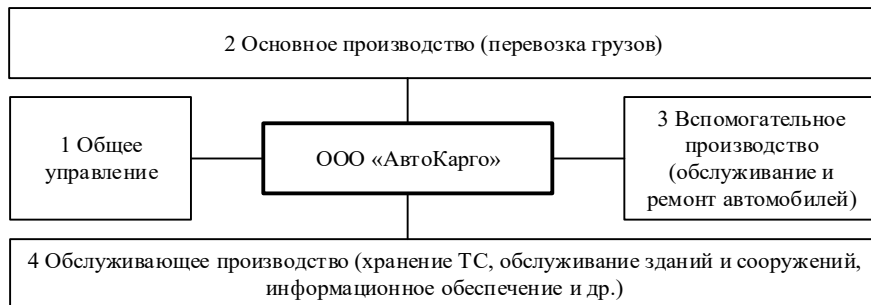 2 Основное производство (перевозка грузов)
1 Общее
управление
ООО «АвтоКарго»
3 Вспомогательное
производство
(обслуживание и
ремонт автомобилей)
4 Обслуживающее производство (хранение ТС, обслуживание зданий и сооружений,
информационное обеспечение и др.)